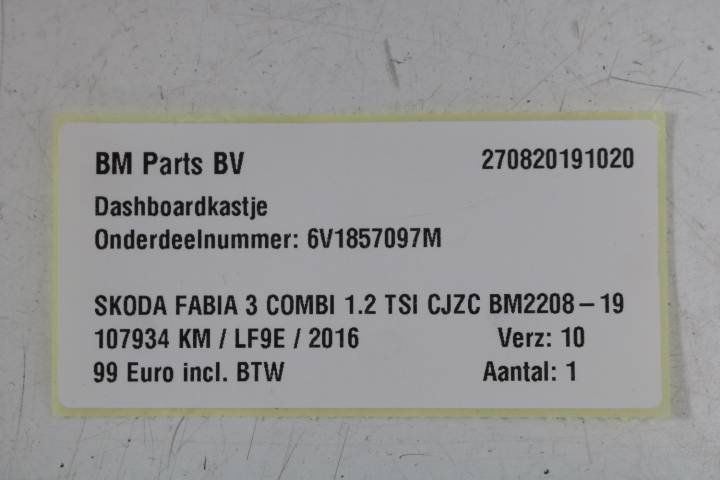 BM Parts BV 270820191020
Dashboardkastje
Onderdeelnummer: 6V1857097M
SKODA FABIA 3 COMBI 1.2 TSI CJZC BM2208-19
107934 KM / LF9E / 2016 Verz: 10
99 Euro incl. BTW Aantal: 1